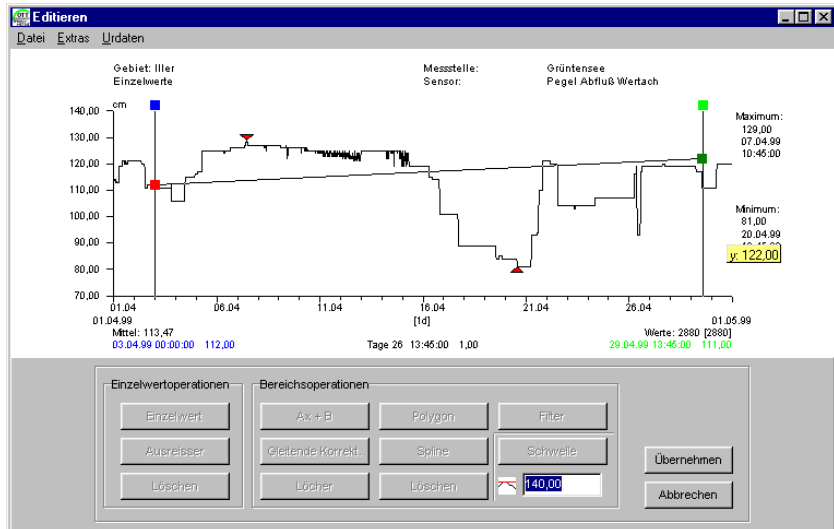 Editieren
Datei Extras Urdaten
Gebiet: Iller Messstelle: Grüntensee
Einzelwerte Sensor: Pegel Abfluß Wertach
cm
140,00
130,00
120,00
110,00
100,00
90,00
80,00
70,00
Maximum:
129,00
07.04.99
10:45:00
Minimum:
81,00
20.04.99
y: 122,00
01.04 06.04 11.04 16.04 21.04 26.04
01.04.99 [1d] 01.05.99
Mittel: 113,47 Werte: 2880 [2880]
03.04.99 00:00:00 112,00 Tage 26 13:45:00 1,00 29.04.99 13:45:00 111,00
Einzelwertoperationen Bereichsoperationen
Einzelwert Ax + B Polygon Filter
Ausreisser Gleitende Korrekt. Spline Schwelle
Löschen Löcher Löschen 140,00
Übernehmen
Abbrechen